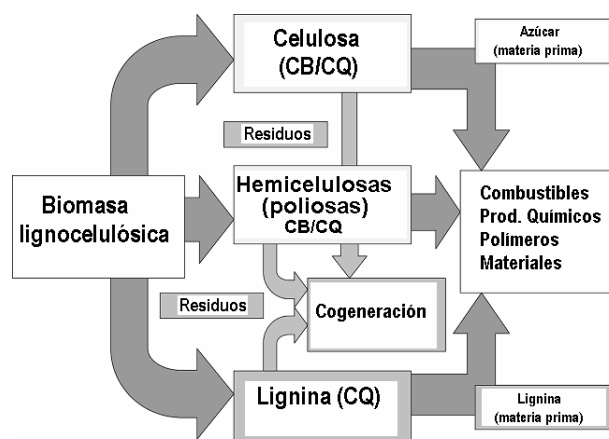 Celulosa
(CB/CQ)
Azúcar
(materia prima)
Residuos
Biomasa
lignocelulósica
Hemicelulosas
(poliosas)
CB/CQ
Combustibles
Prod. Químicos
Polímeros
Materiales
Residuos
Cogeneración
Lignina (CQ)
Lignina
(materia prima)